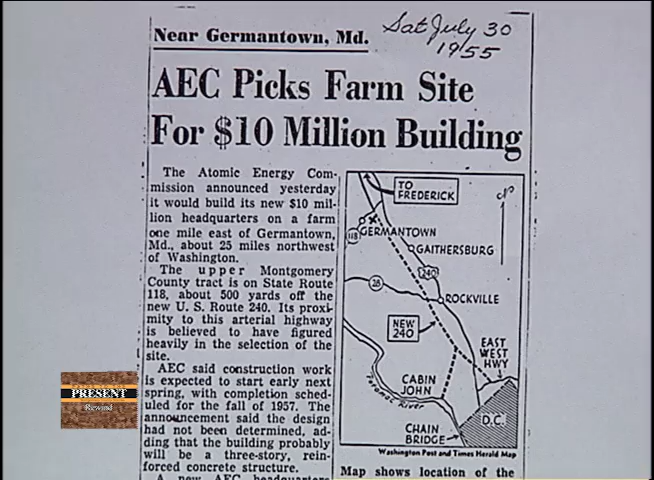 Near Germantown, Md.
Sat July 30
1955
AEC Picks Farm Site
For $10 Million Building
The Atomic Energy Com-
mission announced yesterday
it would build its new $10 mil-
lion headquarters on a farm
one mile east of Germantown,
Md., about 25 miles northwest
of Washington.
The upper Montgomery
County tract is on State Route
118, about 500 yards off the
new U. S. Route 240. Its proxi-
mity to this arterial highway
is believed to have figured
heavily in the selection of the
site.
AEC said construction work
is expected to start early next
spring, with completion sched-
uled for the fall of 1957. The
announcement said the design
had not been determined, ad-
ding that the building probably
will be a three-story, rein-
forced concrete structure.
A new AEC headquarters
TO
FREDERICK
N
GERMANTOWN
118
GAITHERSBURG
240
28
ROCKVILLE
NEW
240
EAST
WEST
HWY
CABIN
JOHN
Potomac River
D.C.
CHAIN
BRIDGE
Washington Post and Times Herald Map
Map shows location of the
PRESENT
Rewind